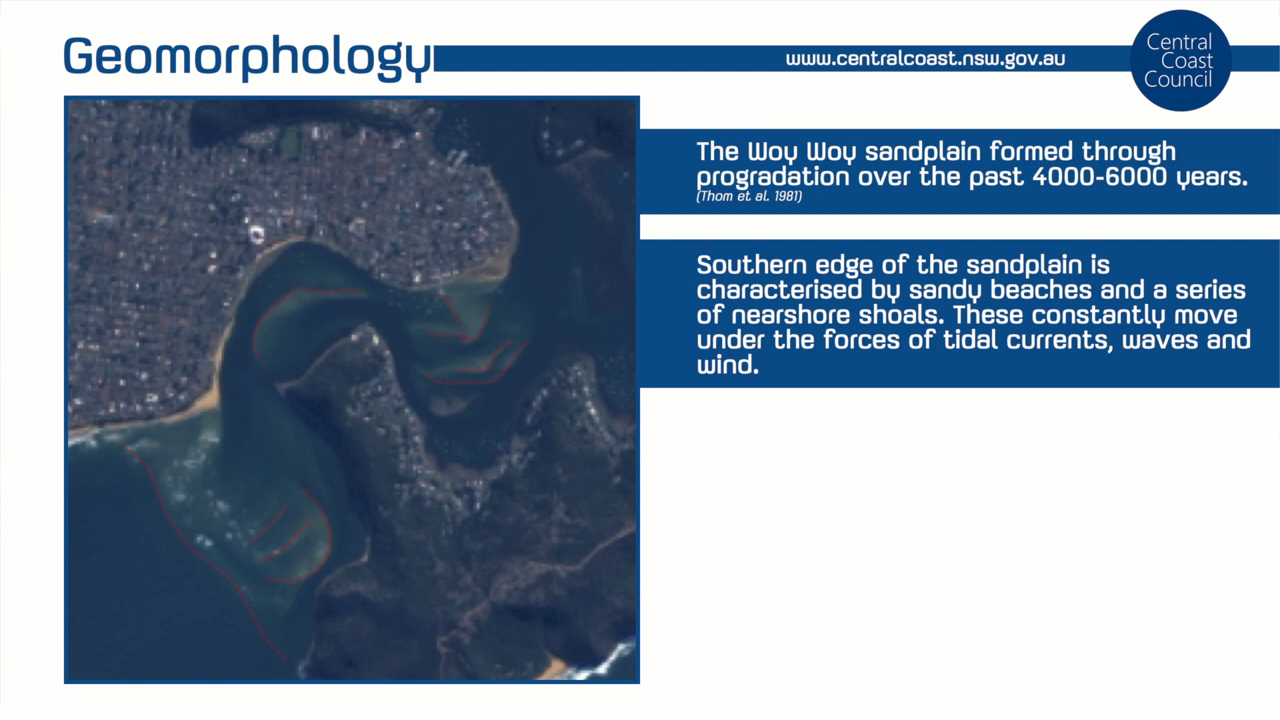 Geomorphology
www.centralcoast.nsw.gov.au
Central
Coast
Council
The Woy Woy sandplain formed through
progradation over the past 4000-6000 years.
(Thom et al. 1981)
Southern edge of the sandplain is
characterised by sandy beaches and a series
of nearshore shoals. These constantly move
under the forces of tidal currents, waves and
wind.